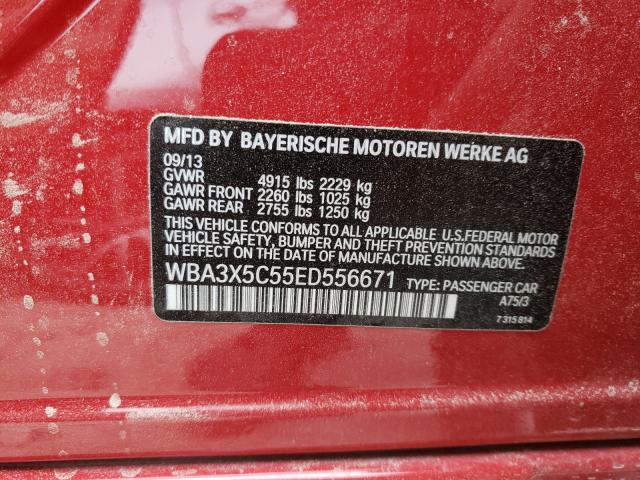 MFD BY BAYERISCHE MOTOREN WERKE AG
09/13
GVWR 4915 lbs 2229 kg
GAWR FRONT 2260 lbs 1025 kg
GAWR REAR 2755 lbs 1250 kg
THIS VEHICLE CONFORMS TO ALL APPLICABLE U.S.FEDERAL MOTOR
VEHICLE SAFETY, BUMPER AND THEFT PREVENTION STANDARDS
IN EFFECT ON THE DATE OF MANUFACTURE SHOWN ABOVE.
WBA3X5C55ED556671 TYPE: PASSENGER CAR
A75/3
7 315 814